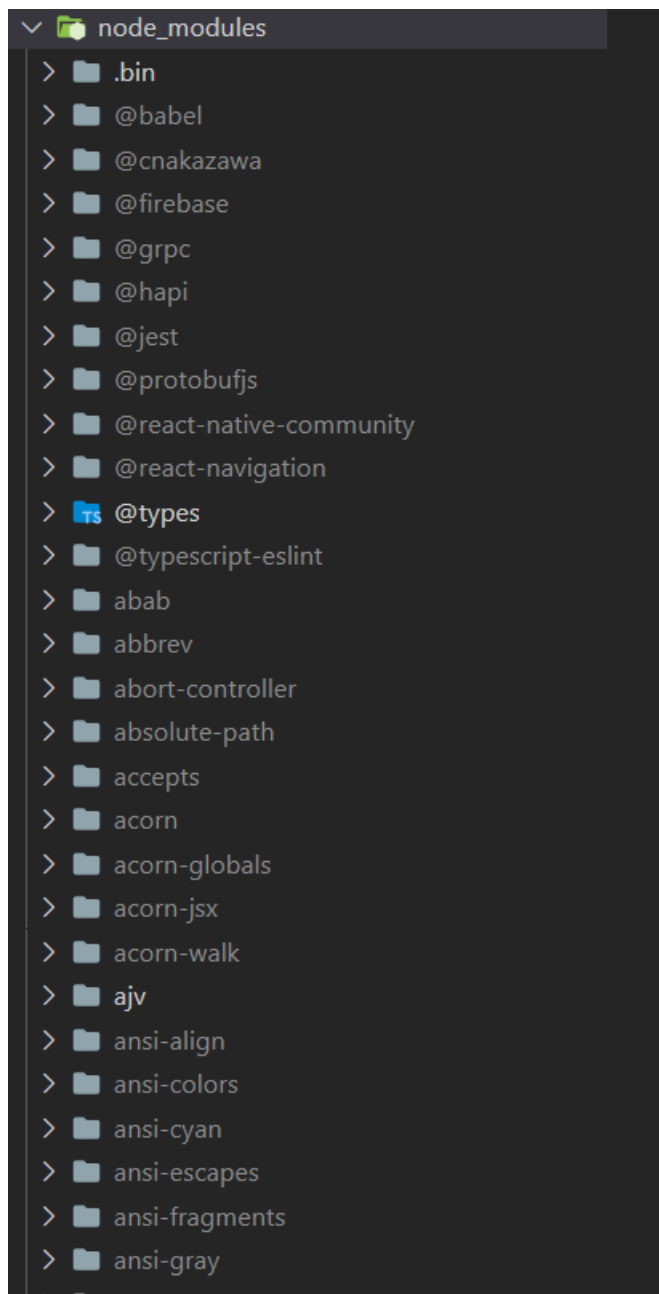 node_modules
.bin
@babel
@cnakazawa
@firebase
@grpc
@hapi
@jest
@protobufjs
@react-native-community
@react-navigation
TS @types
@typescript-eslint
abab
abbrev
abort-controller
absolute-path
accepts
acorn
acorn-globals
acorn-jsx
acorn-walk
ajv
ansi-align
ansi-colors
ansi-cyan
ansi-escapes
ansi-fragments
ansi-gray